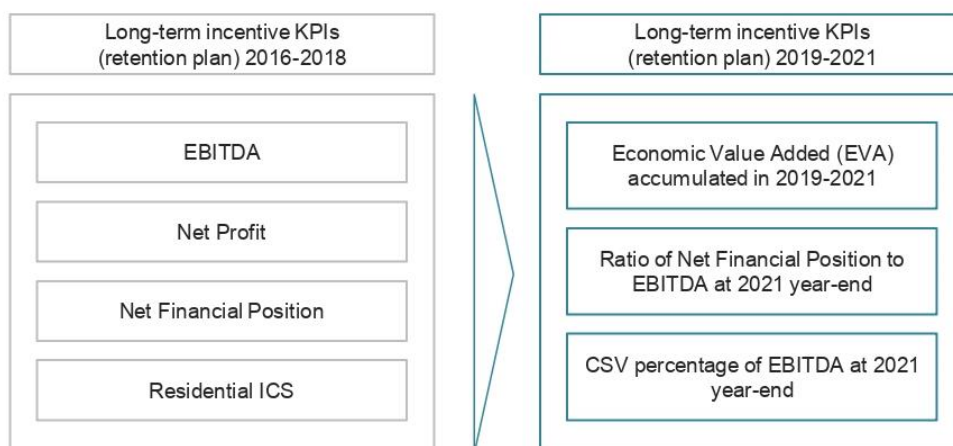 Long-term incentive KPIs
(retention plan) 2016-2018
EBITDA
Net Profit
Net Financial Position
Residential ICS
Long-term incentive KPIs
(retention plan) 2019-2021
Economic Value Added (EVA)
accumulated in 2019-2021
Ratio of Net Financial Position to
EBITDA at 2021 year-end
CSV percentage of EBITDA at 2021
year-end